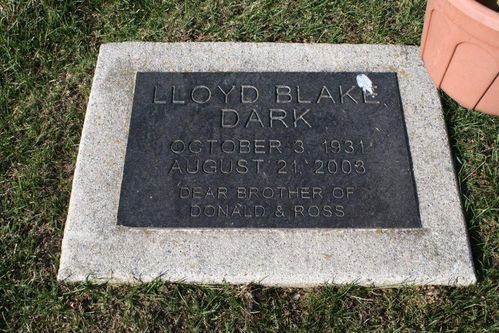 LLOYD BLAKE
DARK
OCTOBER 3, 1931
AUGUST 21, 2003
DEAR BROTHER OF
DONALD & ROSS